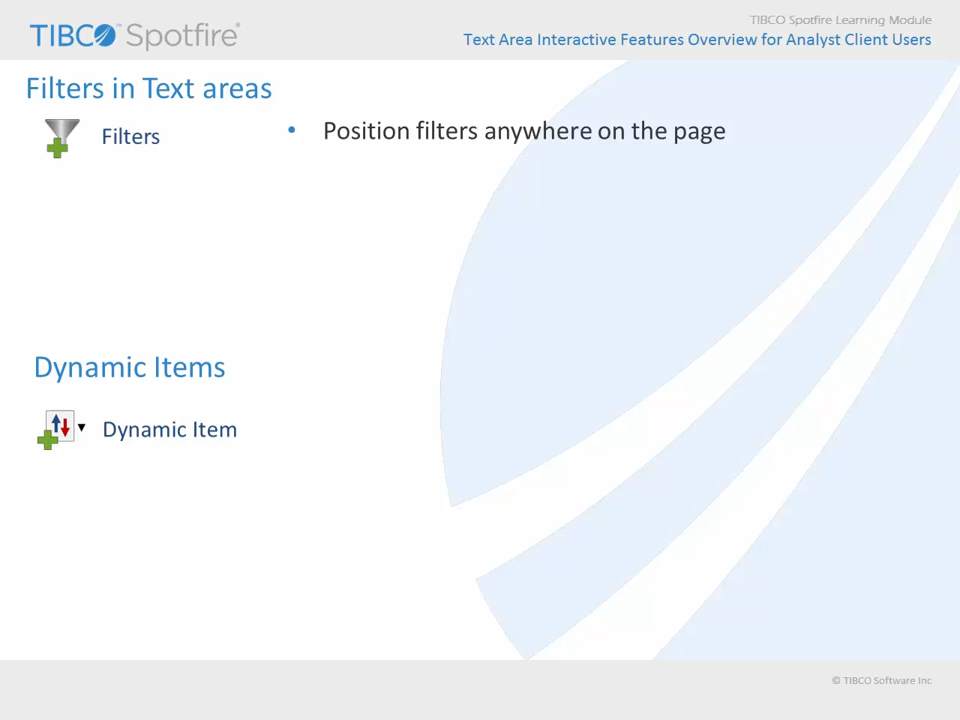 TIBCO™ Spotfire®
TIBCO Spotfire Learning Module
Text Area Interactive Features Overview for Analyst Client Users
Filters in Text areas
Filters
• Position filters anywhere on the page
Dynamic Items
Dynamic Item
© TIBCO Software Inc